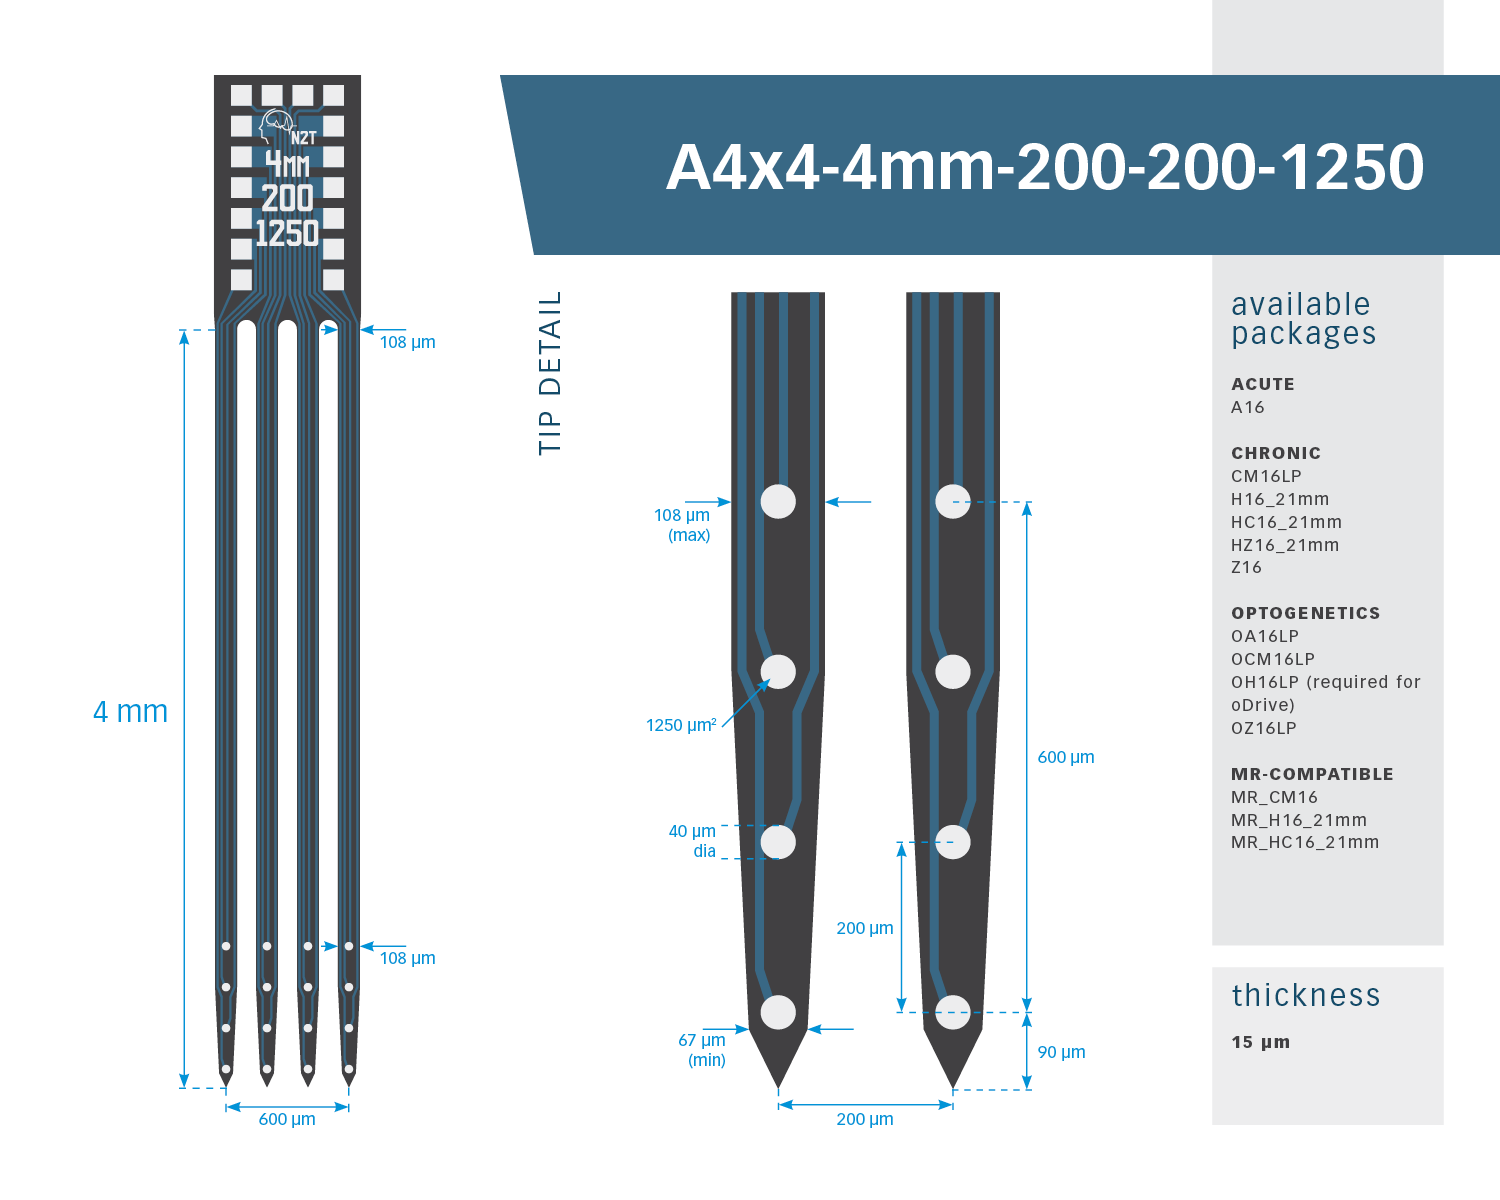 A4x4-4mm-200-200-1250
N2T
4MM
200
1250
108 µm
4 mm
108 µm
600 µm
TIP DETAIL
108 µm
(max)
1250 µm²
40 µm
dia
67 µm
(min)
200 µm
600 µm
90 µm
200 µm
available
packages
ACUTE
A16
CHRONIC
CM16LP
H16_21mm
HC16_21mm
HZ16_21mm
Z16
OPTOGENETICS
OA16LP
OCM16LP
OH16LP (required for
oDrive)
OZ16LP
MR-COMPATIBLE
MR_CM16
MR_H16_21mm
MR_HC16_21mm
thickness
15 µm